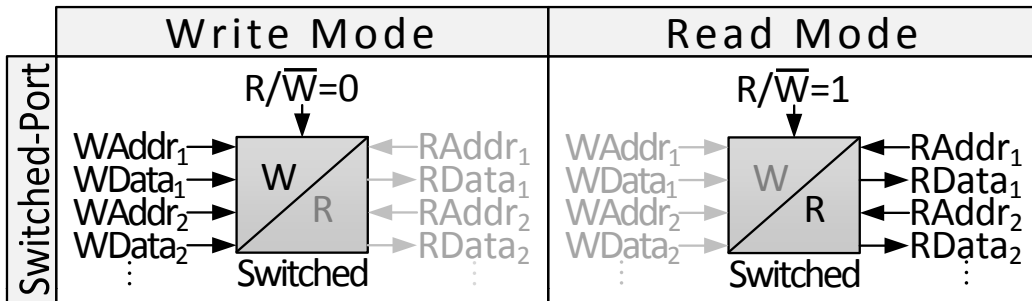 Write Mode
Read Mode
Switched-Port
R/W̅=0
WAddr₁
WData₁
WAddr₂
WData₂
⋮
W
R
RAddr₁
RData₁
RAddr₂
RData₂
⋮
Switched
R/W̅=1
WAddr₁
WData₁
WAddr₂
WData₂
⋮
W
R
RAddr₁
RData₁
RAddr₂
RData₂
⋮
Switched